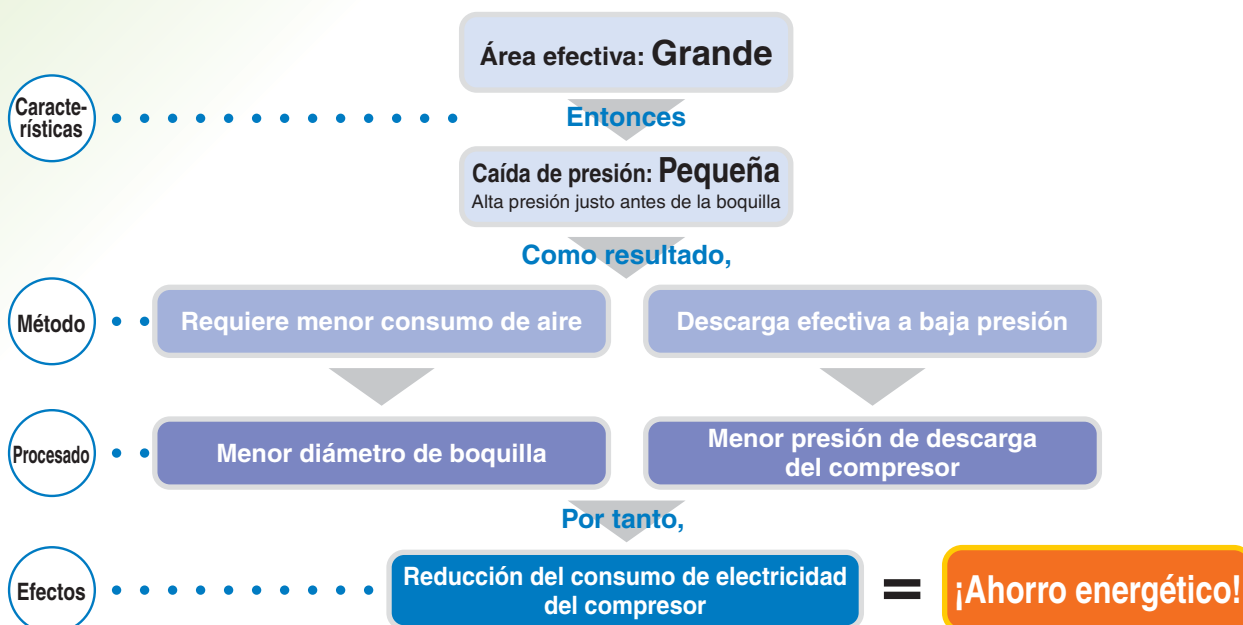 Área efectiva: Grande
Caracte-
rísticas
Entonces
Caída de presión: Pequeña
Alta presión justo antes de la boquilla
Como resultado,
Método
Requiere menor consumo de aire
Descarga efectiva a baja presión
Procesado
Menor diámetro de boquilla
Menor presión de descarga
del compresor
Por tanto,
Efectos
Reducción del consumo de electricidad
del compresor
=
¡Ahorro energético!